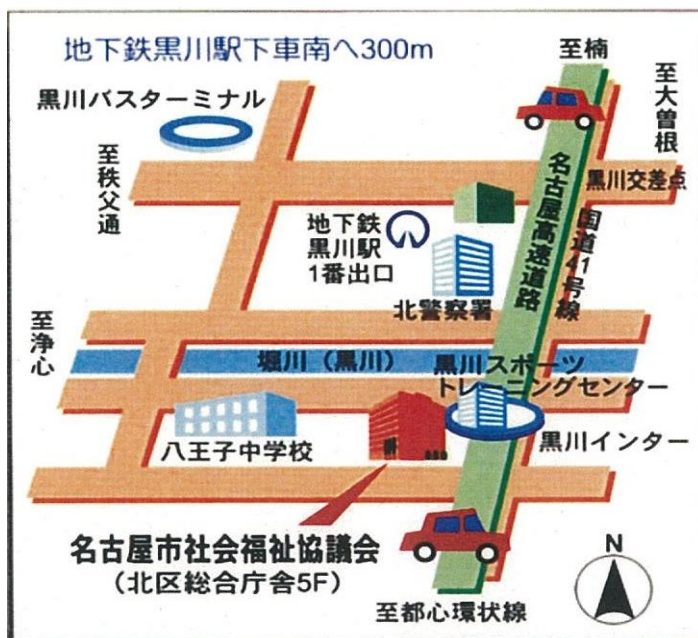 地下鉄黒川駅下車南へ300m
至楠
至大曽根
黒川バスターミナル
至秩父通
黒川交差点
名古屋高速道路
国道41号線
地下鉄
黒川駅
1番出口
北警察署
至浄心
堀川（黒川）
黒川スポーツ
トレーニングセンター
八王子中学校
黒川インター
名古屋市社会福祉協議会
（北区総合庁舎5F）
至都心環状線
N